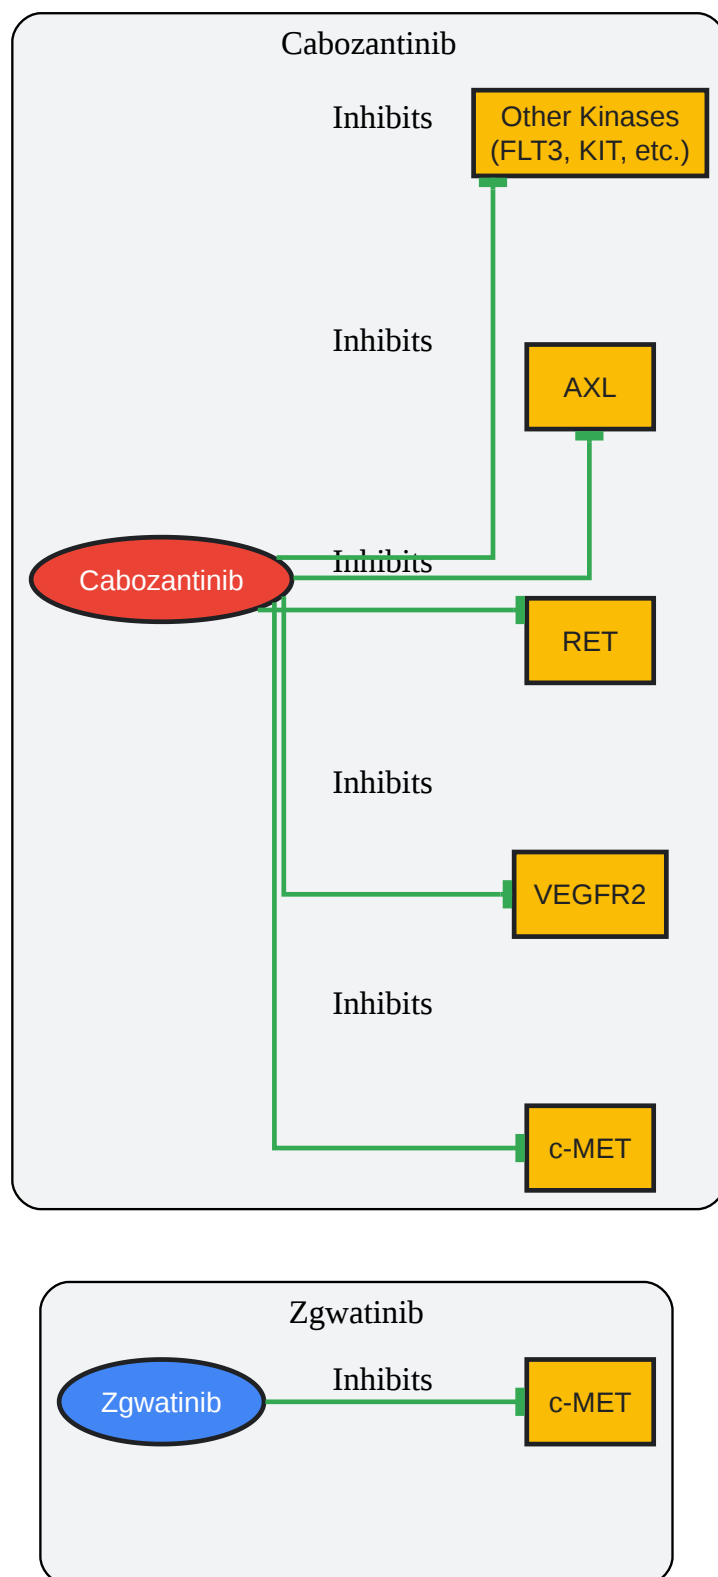 Cabozantinib
Inhibits
Other Kinases
(FLT3, KIT, etc.)
Inhibits
AXL
Inhibits
Cabozantinib
RET
Inhibits
VEGFR2
Inhibits
c-MET
Zgwatinib
Inhibits
Zgwatinib
c-MET